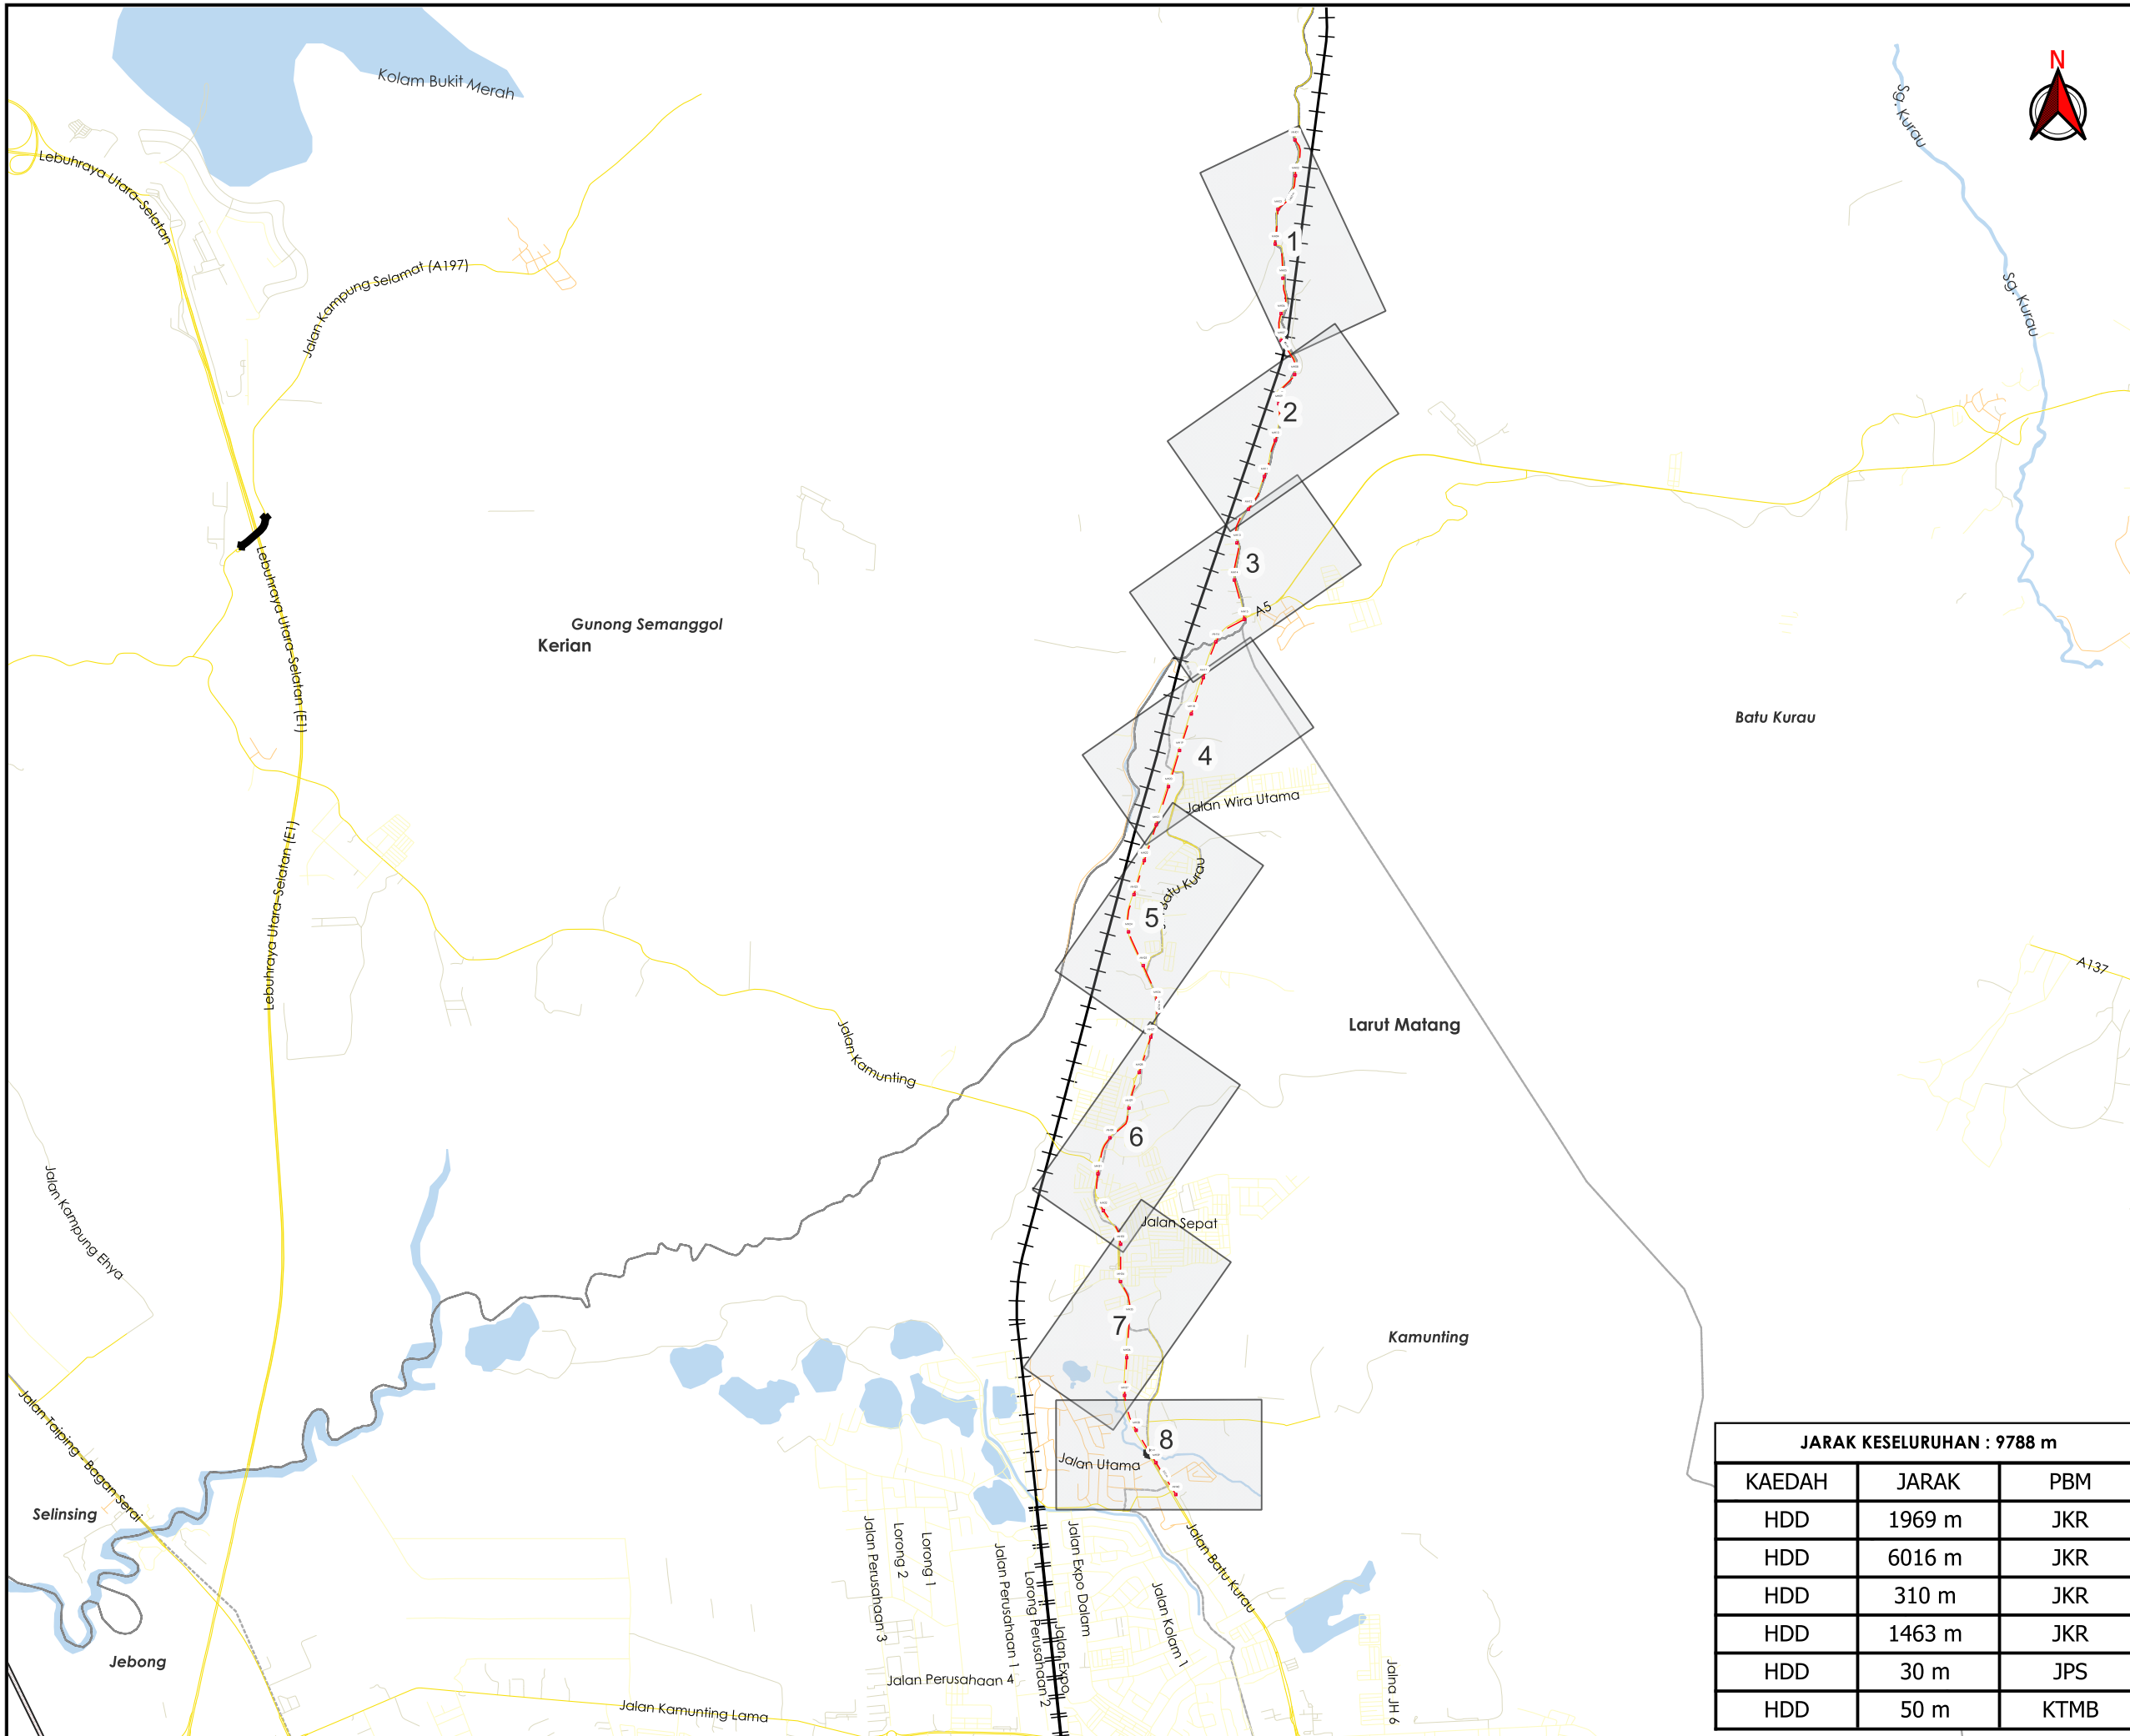 N
Kolam Bukit Merah
Sg. Kurau
Lebuhraya Utara-Selatan
Jalan Kampung Selamat (A197)
Sg. Kurau
1
2
3
A5
Lebuhraya Utara-Selatan (E1)
Gunong Semanggol
Kerian
Batu Kurau
4
Jalan Wira Utama
Lebuhraya Utara-Selatan (E1)
5
Batu Kurau
A137
Larut Matang
Jalan Kamunting
6
Jalan Kampung Ehya
Jalan Sepat
7
Kamunting
Jalan Taiping - Bagan Serai
8
Jalan Utama
Selinsing
Jalan Perusahaan 3
Lorong 2
Lorong 1
Jalan Perusahaan 1
Lorong Perusahaan 2
Jalan Expo Dalam
Jalan Expo
Jalan Kolam 1
Jalan Batu Kurau
Jebong
Jalan Perusahaan 4
Jalan Kamunting Lama
Jalna JH 6
JARAK KESELURUHAN : 9788 m
KAEDAH JARAK PBM
HDD 1969 m JKR
HDD 6016 m JKR
HDD 310 m JKR
HDD 1463 m JKR
HDD 30 m JPS
HDD 50 m KTMB